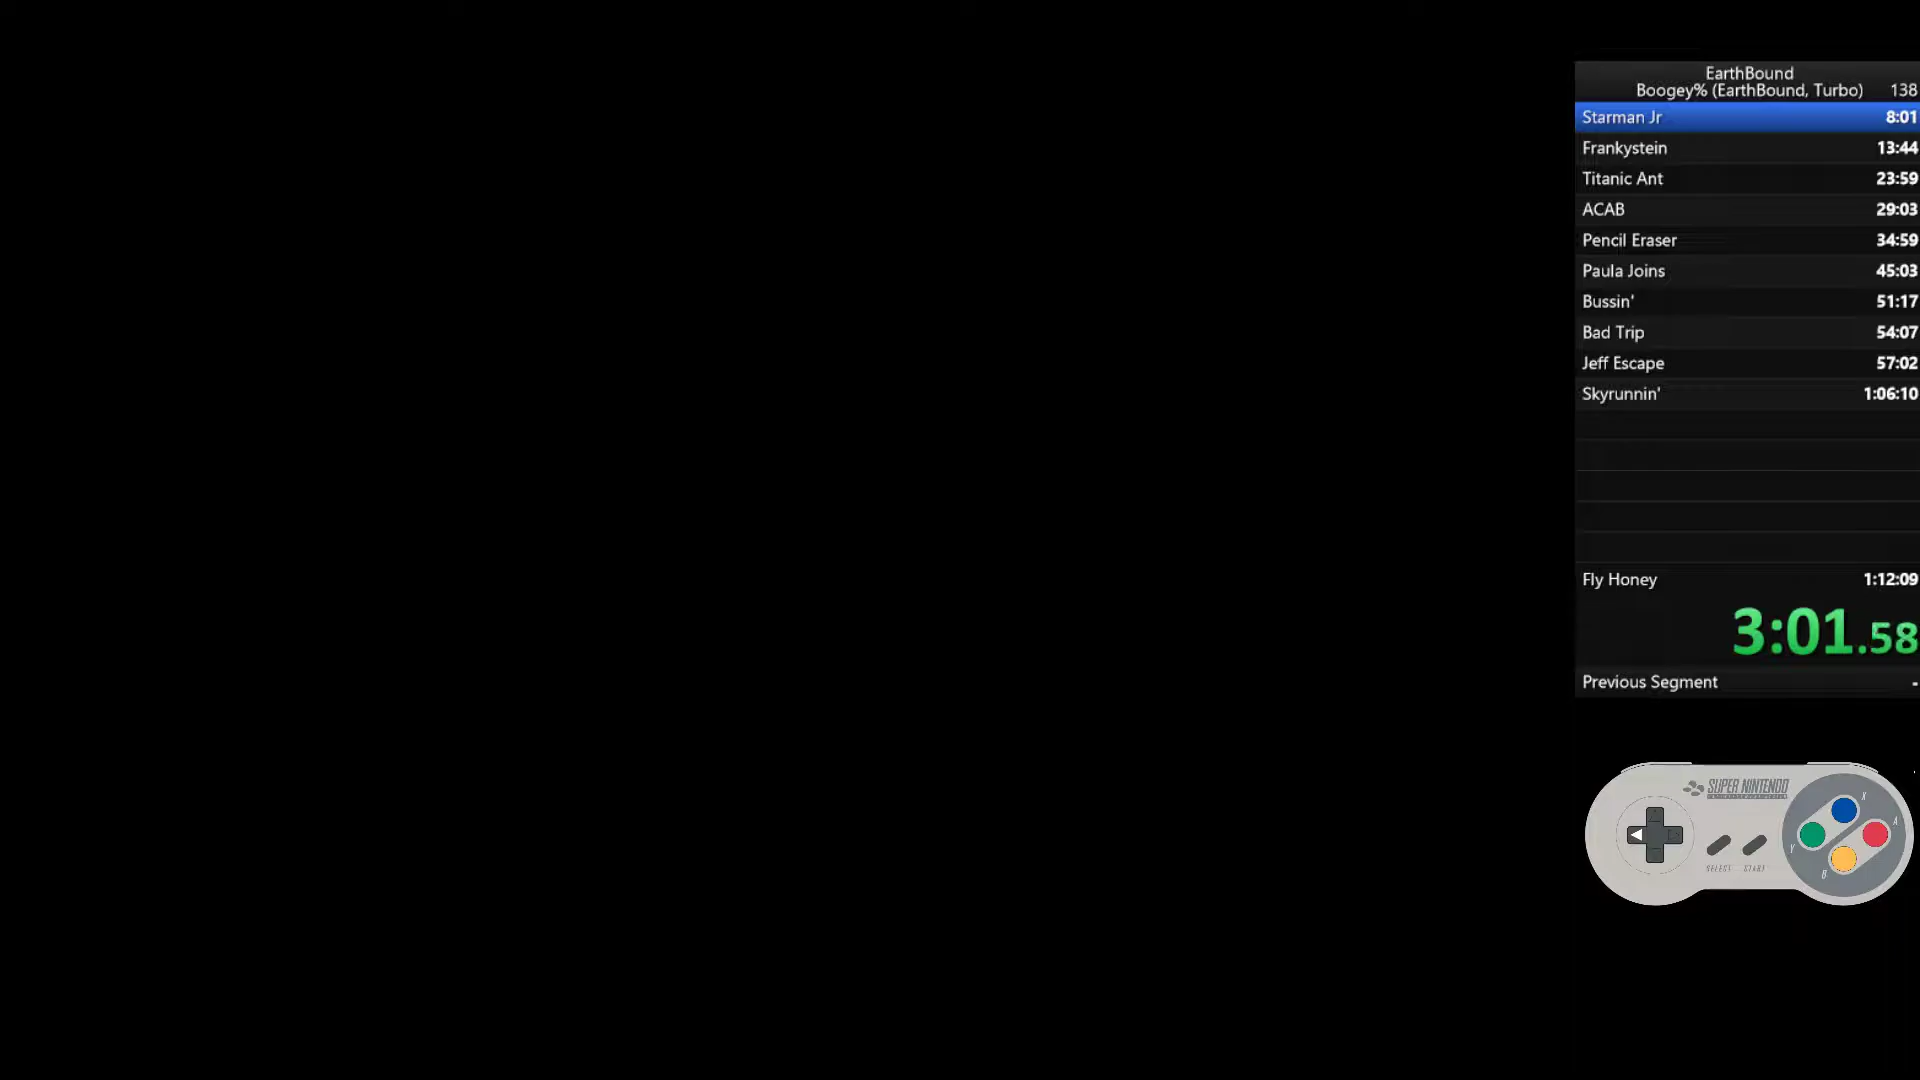 EarthBound
Boogey% (EarthBound, Turbo) 138
Starman Jr 8:01
Frankystein 13:44
Titanic Ant 23:59
ACAB 29:03
Pencil Eraser 34:59
Paula Joins 45:03
Bussin' 51:17
Bad Trip 54:07
Jeff Escape 57:02
Skyrunnin' 1:06:10
Fly Honey 1:12:09
3:01.58
Previous Segment -
SUPER NINTENDO
X
A
Y
B
SELECT START